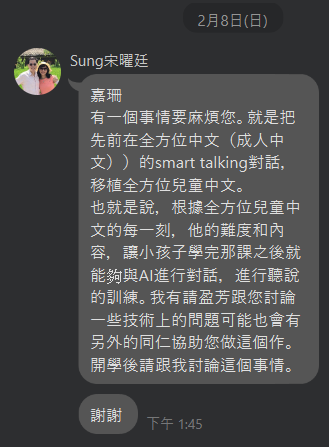 2月8日(日)
Sung宋曜廷
嘉珊
有一個事情要麻煩您。就是把
先前在全方位中文（成人中
文））的smart talking對話，
移植全方位兒童中文。
也就是說，根據全方位兒童中
文的每一刻，他的難度和內
容，讓小孩子學完那課之後就
能夠與AI進行對話，進行聽說
的訓練。我有請盈芳跟您討論
一些技術上的問題可能也會有
另外的同仁協助您做這個作。
開學後請跟我討論這個事情。
謝謝
下午 1:45